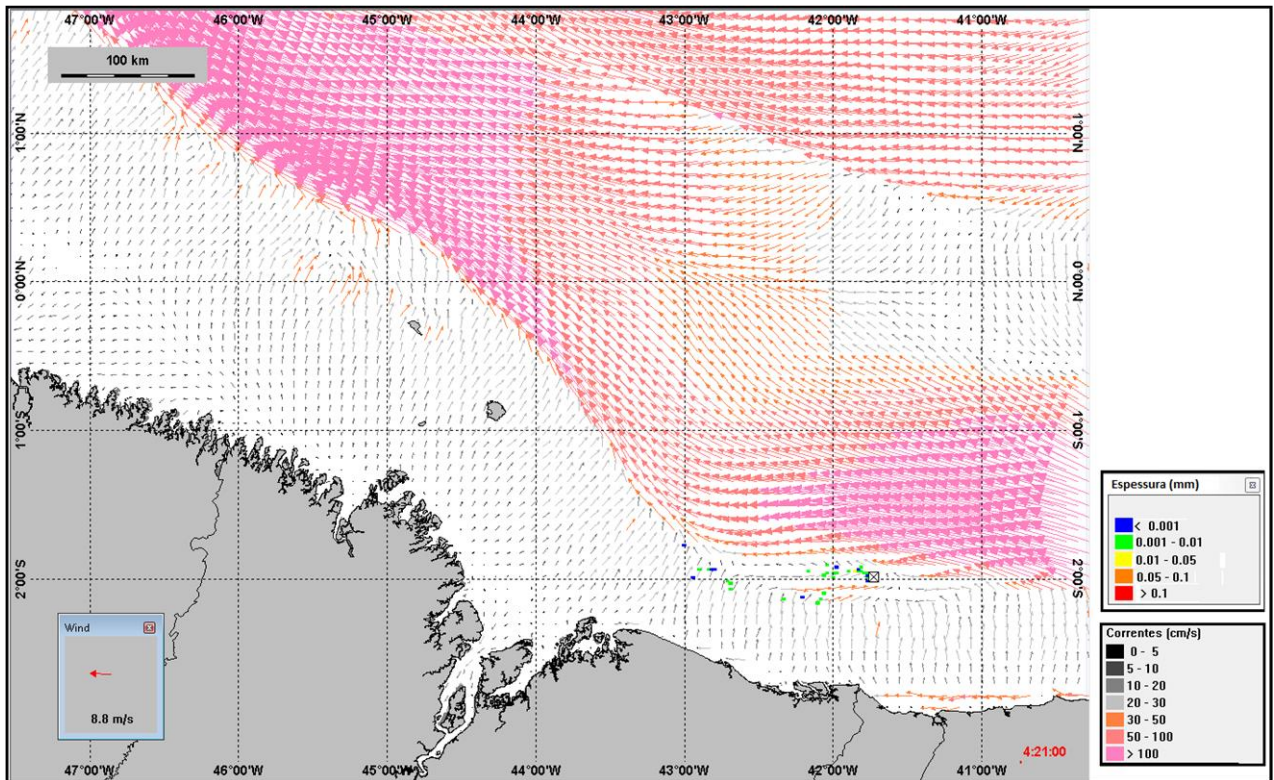 47°00'W 46°00'W 45°00'W 44°00'W 43°00'W 42°00'W 41°00'W
100 km
1°00'N 1°00'N
0°00'N 0°00'N
1°00'S 1°00'S
Espessura (mm)
< 0.001
0.001 - 0.01
0.01 - 0.05
0.05 - 0.1
> 0.1
2°00'S 2°00'S
Wind
8.8 m/s
Correntes (cm/s)
0 - 5
5 - 10
10 - 20
20 - 30
30 - 50
50 - 100
> 100
4:21:00
47°00'W 46°00'W 45°00'W 44°00'W 43°00'W 42°00'W 41°00'W